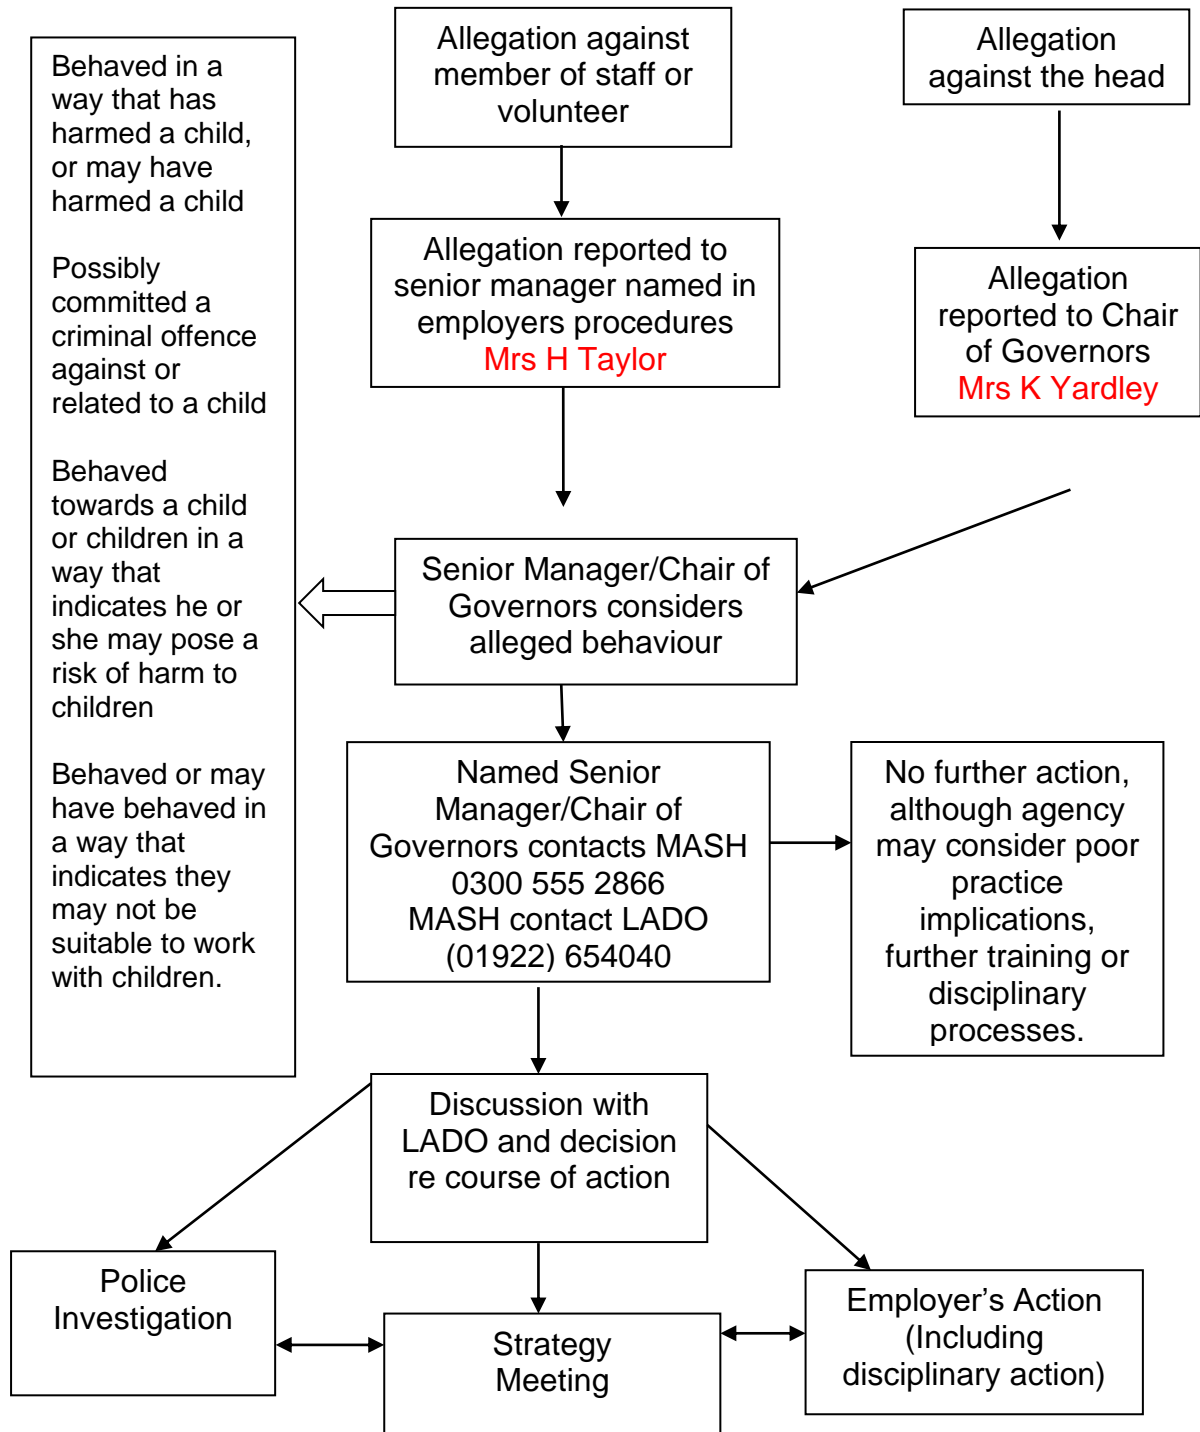 Behaved in a
way that has
harmed a child,
or may have
harmed a child
Possibly
committed a
criminal offence
against or
related to a child
Behaved
towards a child
or children in a
way that
indicates he or
she may pose a
risk of harm to
children
Behaved or may
have behaved in
a way that
indicates they
may not be
suitable to work
with children.
Allegation against
member of staff or
volunteer
Allegation
against the head
Allegation reported to
senior manager named in
employers procedures
Mrs H Taylor
Allegation
reported to Chair
of Governors
Mrs K Yardley
Senior Manager/Chair of
Governors considers
alleged behaviour
Named Senior
Manager/Chair of
Governors contacts MASH
0300 555 2866
MASH contact LADO
(01922) 654040
No further action,
although agency
may consider poor
practice
implications,
further training or
disciplinary
processes.
Discussion with
LADO and decision
re course of action
Police
Investigation
Strategy
Meeting
Employer’s Action
(Including
disciplinary action)